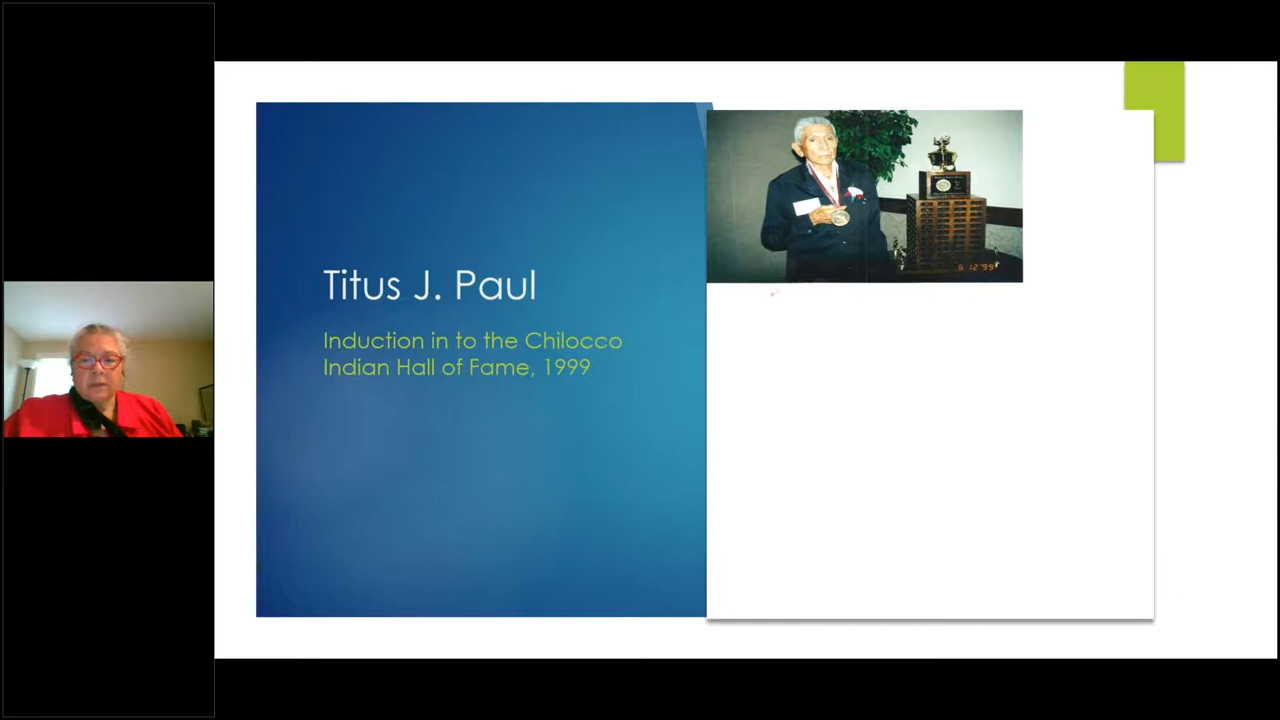 Titus J. Paul
Induction in to the Chilocco
Indian Hall of Fame, 1999
6 12 '99